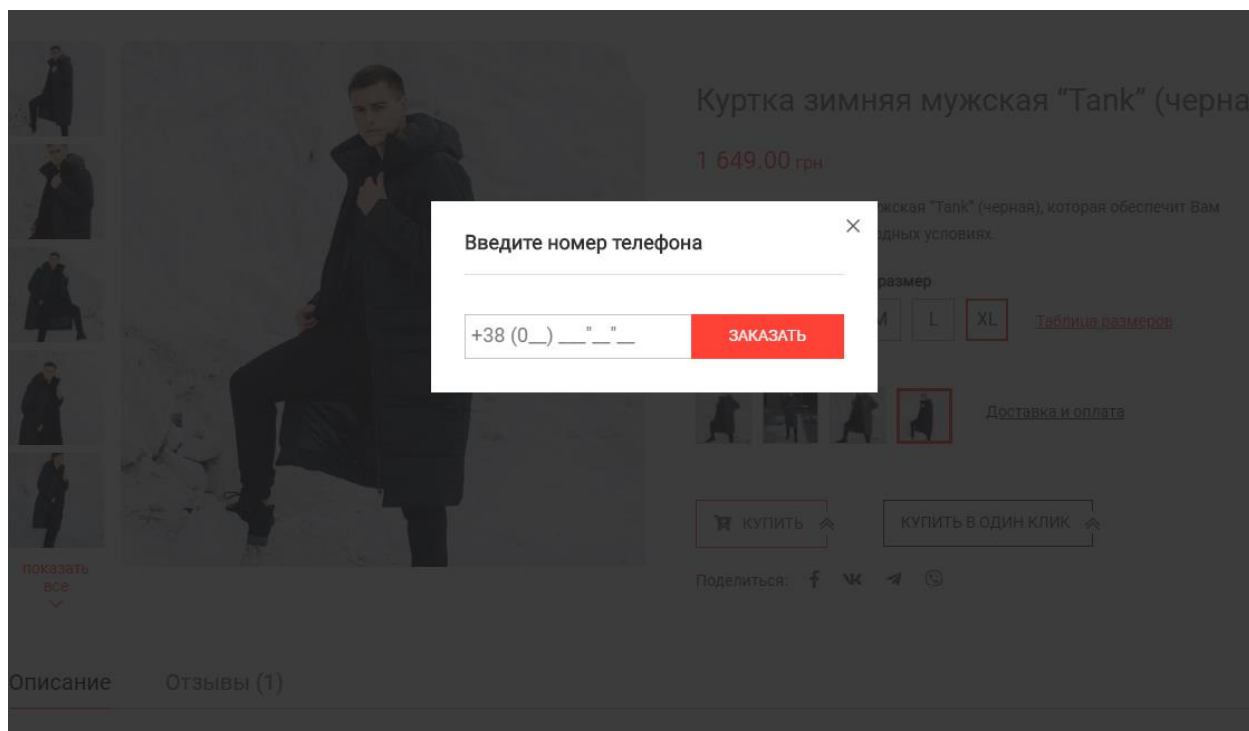 Куртка зимняя мужская “Tank” (черна
1 649.00 грн
жская “Tank” (черная), которая обеспечит Вам
дных условиях.
Введите номер телефона
размер
L XL Таблица размеров
+38 (0__) ___"__"__ ЗАКАЗАТЬ
Доставка и оплата
КУПИТЬ КУПИТЬ В ОДИН КЛИК
показать
все
Поделиться:
Описание Отзывы (1)